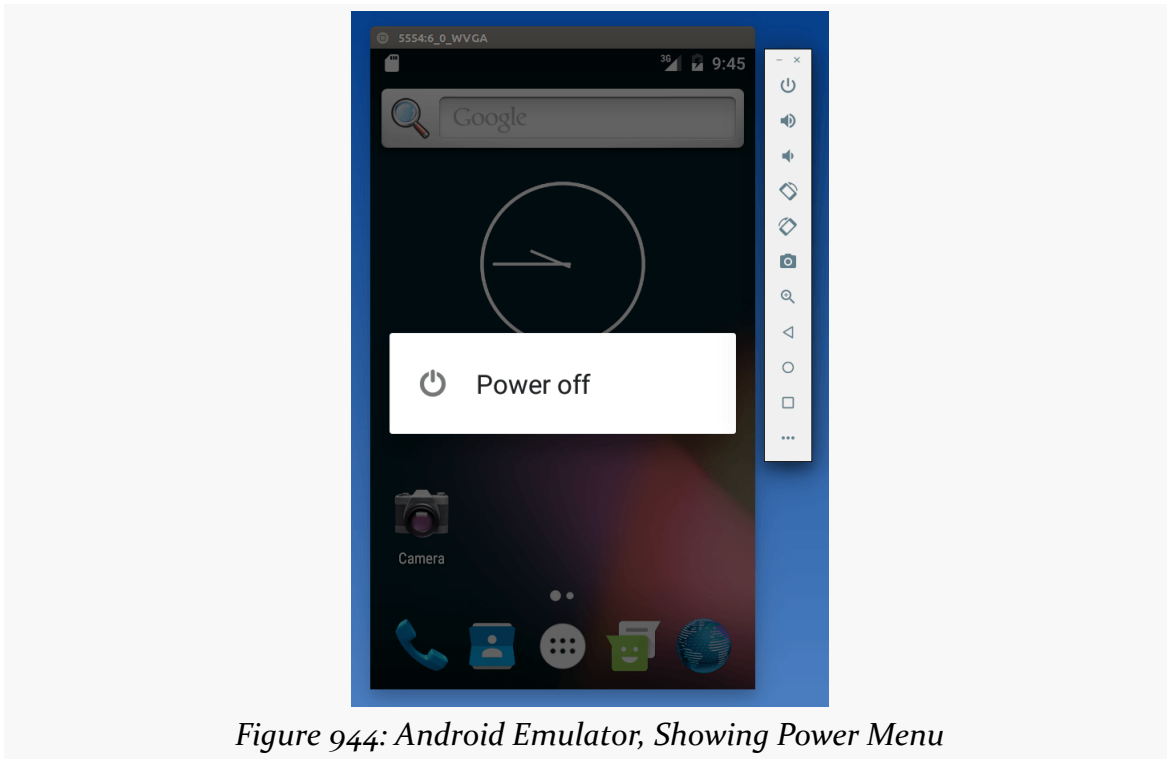 5554:6_0_WVGA
3G 9:45
Google
Power off
Camera
Figure 944: Android Emulator, Showing Power Menu